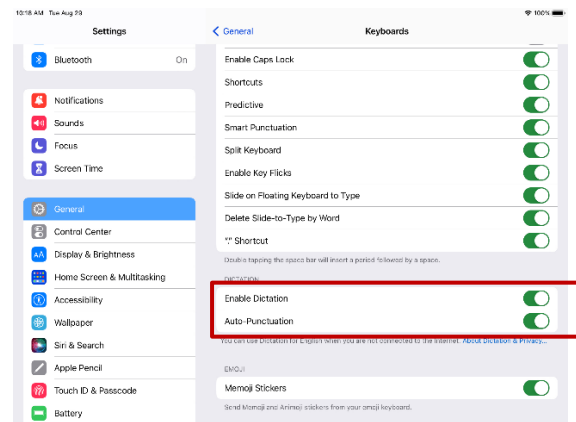 10:18 AM Tue Aug 29
100%
Settings
General
Keyboards
Bluetooth
On
Notifications
Sounds
Focus
Screen Time
General
Control Center
AA
Display & Brightness
Home Screen & Multitasking
Accessibility
Wallpaper
Siri & Search
Apple Pencil
Touch ID & Passcode
Battery
Enable Caps Lock
Shortcuts
Predictive
Smart Punctuation
Split Keyboard
Enable Key Flicks
Slide on Floating Keyboard to Type
Delete Slide-to-Type by Word
"." Shortcut
Double tapping the space bar will insert a period followed by a space.
DICTATION
Enable Dictation
Auto-Punctuation
You can use Dictation for English when you are not connected to the internet. About Dictation & Privacy...
EMOJI
Memoji Stickers
Send Memoji and Animoji stickers from your emoji keyboard.